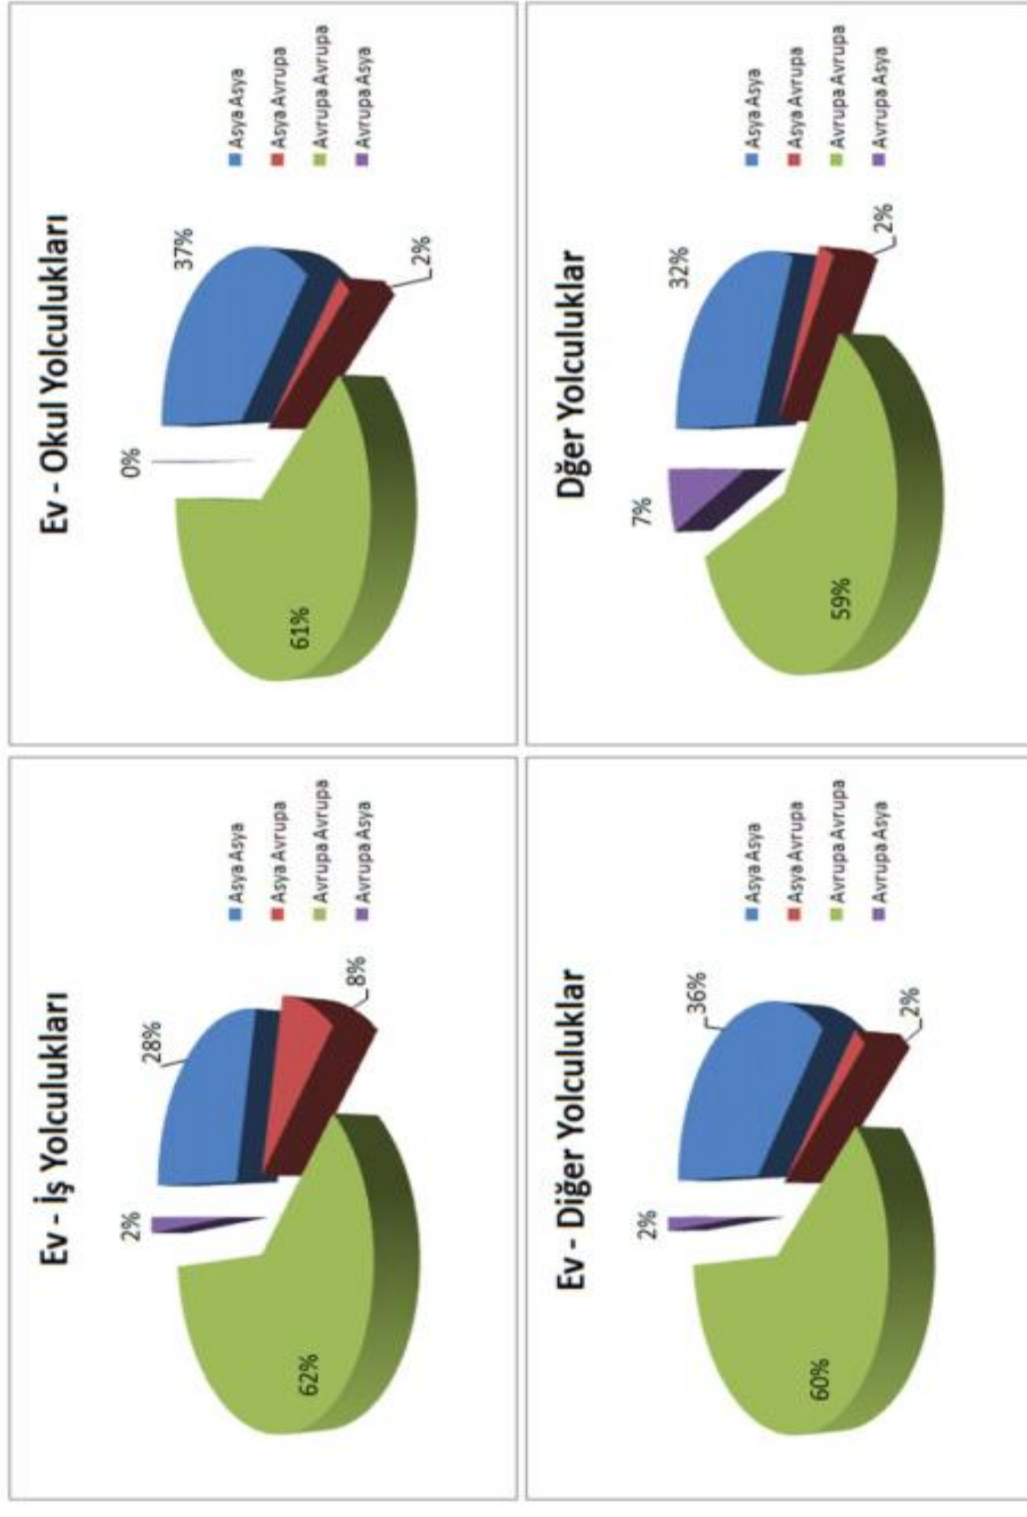 Ev - İş Yolculukları
28%
8%
62%
2%
Asya Asya
Asya Avrupa
Avrupa Avrupa
Avrupa Asya
Ev - Okul Yolculukları
37%
2%
61%
0%
Asya Asya
Asya Avrupa
Avrupa Avrupa
Avrupa Asya
Ev - Diğer Yolculuklar
36%
2%
60%
2%
Asya Asya
Asya Avrupa
Avrupa Avrupa
Avrupa Asya
Dğer Yolculuklar
32%
2%
59%
7%
Asya Asya
Asya Avrupa
Avrupa Avrupa
Avrupa Asya